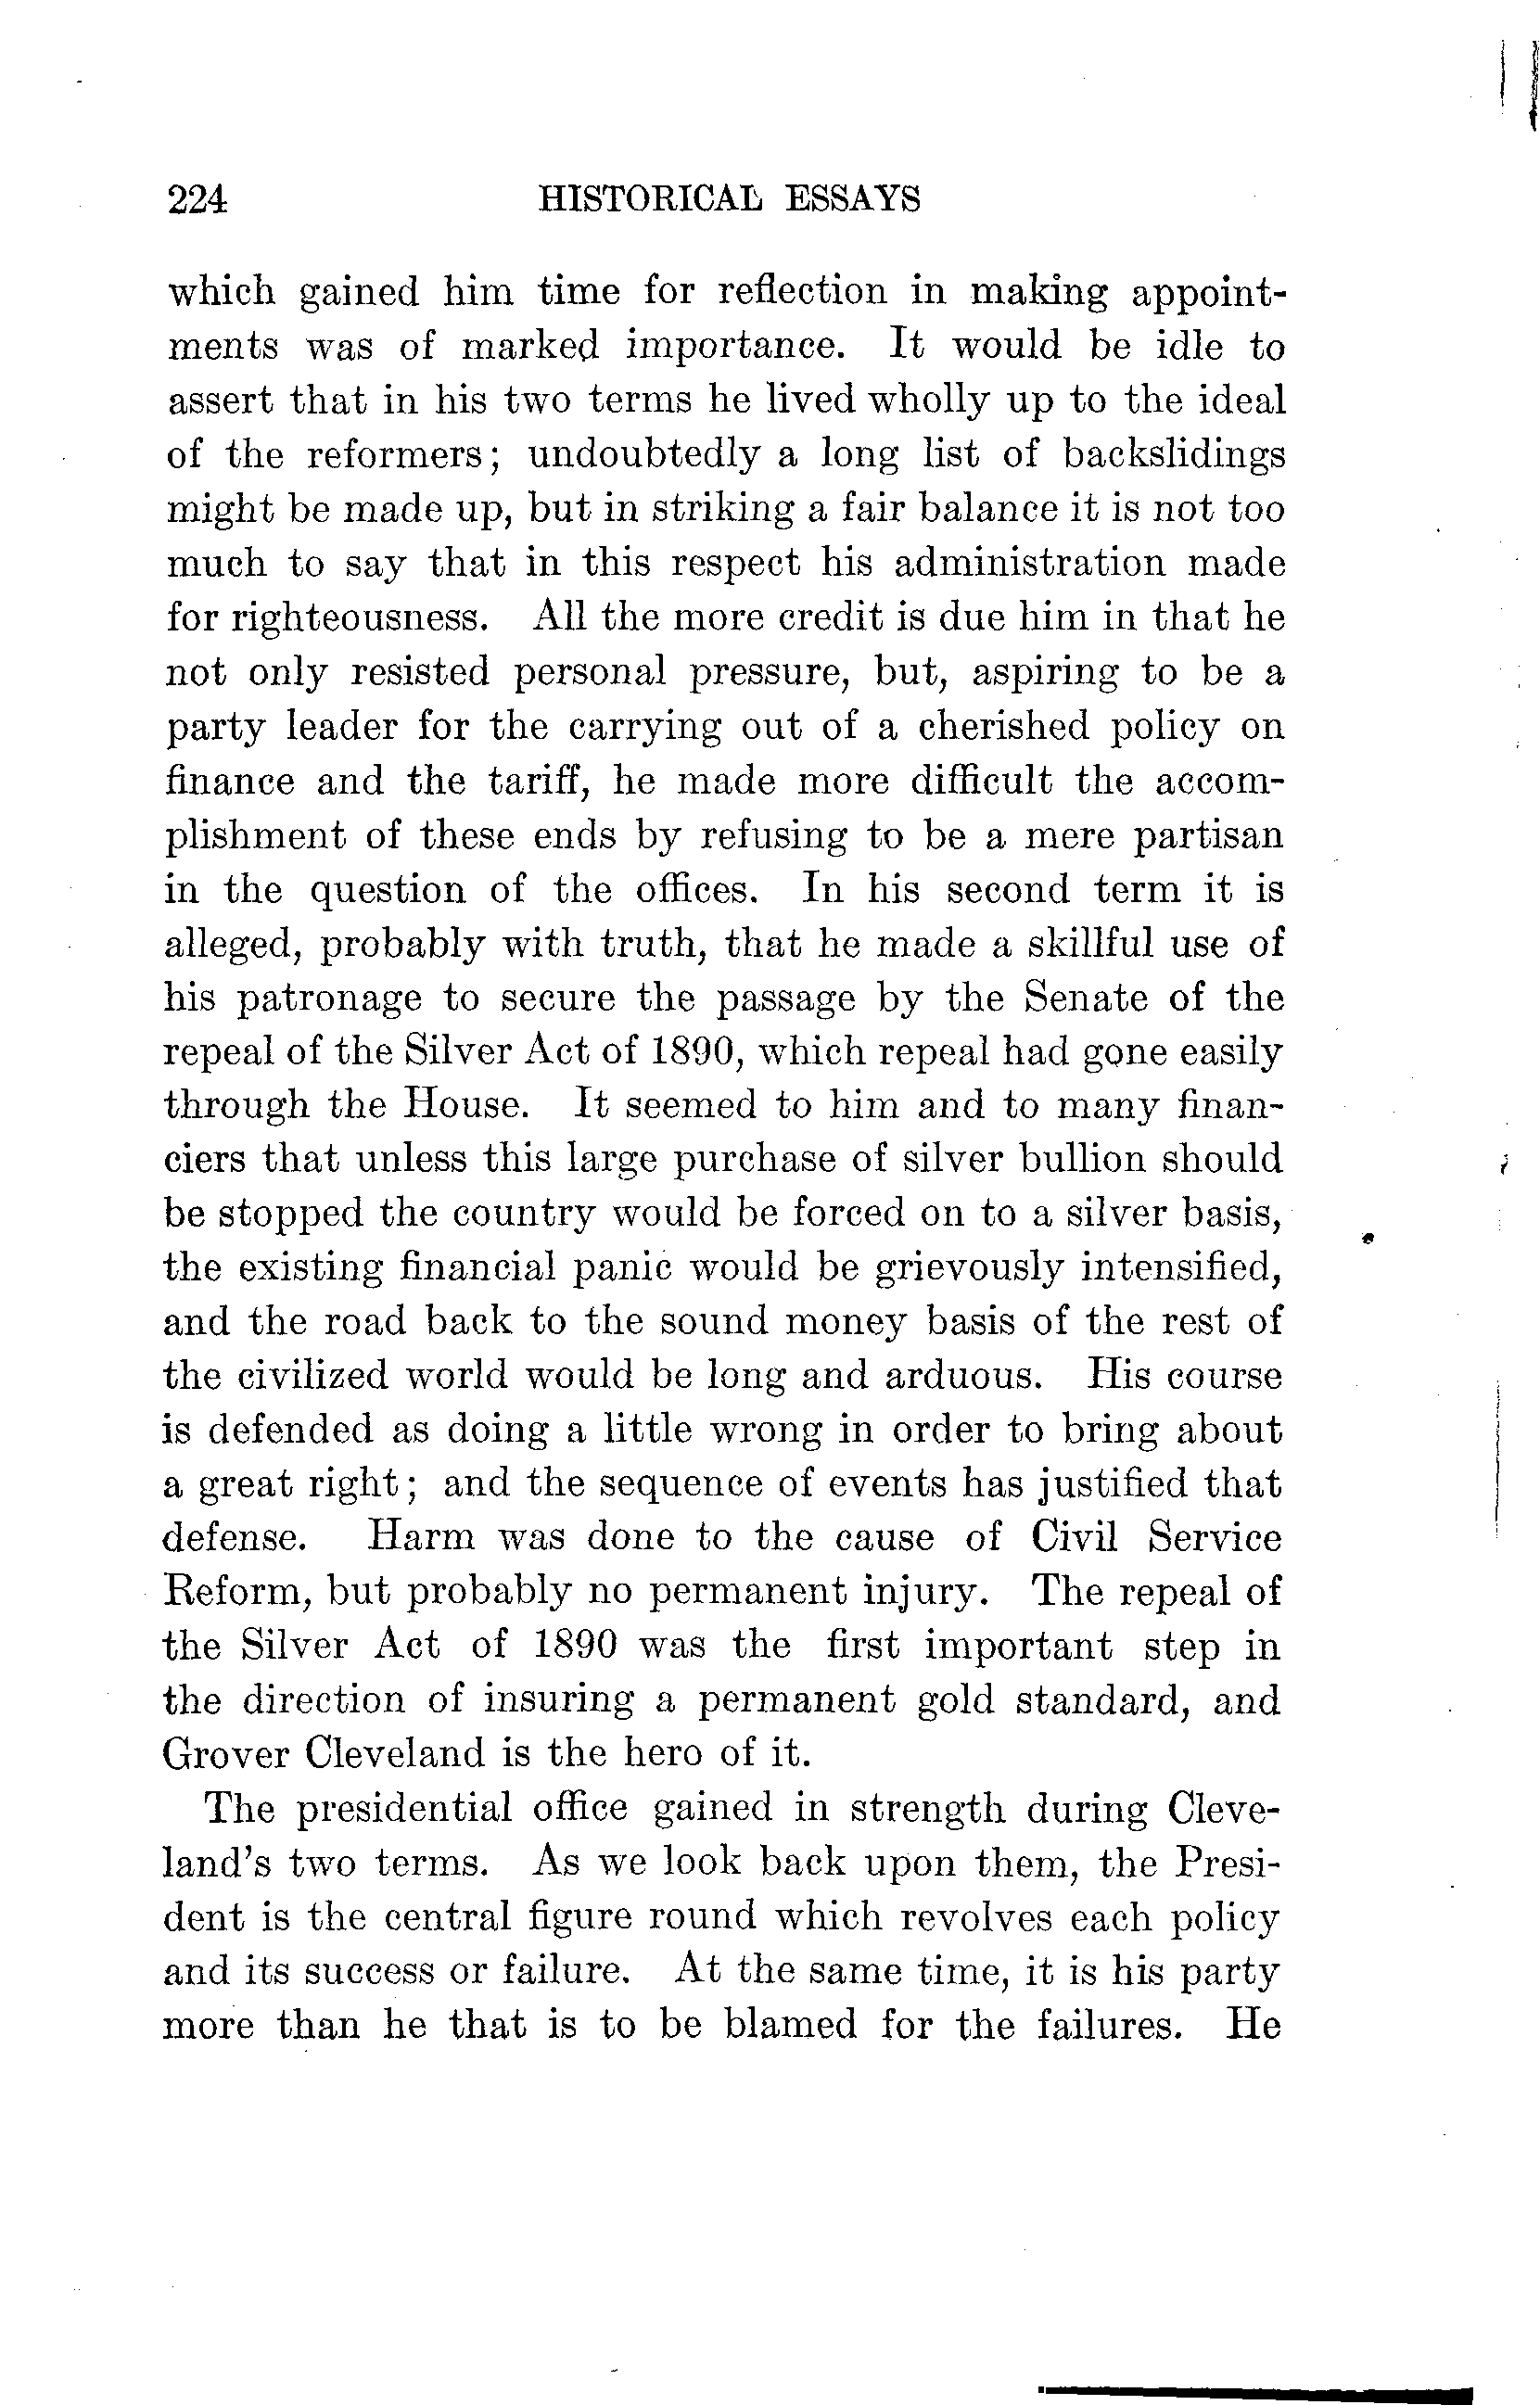 224 HISTORICAL ESSAYS
which gained him time for reflection in making appoint-
ments was of marked importance. It would be idle to
assert that in his two terms he lived wholly up to the ideal
of the reformers; undoubtedly a long list of backslidings
might be made up, but in striking a fair balance it is not too
much to say that in this respect his administration made
for righteousness. All the more credit is due him in that he
not only resisted personal pressure, but, aspiring to be a
party leader for the carrying out of a cherished policy on
finance and the tariff, he made more difficult the accom-
plishment of these ends by refusing to be a mere partisan
in the question of the offices. In his second term it is
alleged, probably with truth, that he made a skillful use of
his patronage to secure the passage by the Senate of the
repeal of the Silver Act of 1890, which repeal had gone easily
through the House. It seemed to him and to many finan-
ciers that unless this large purchase of silver bullion should
be stopped the country would be forced on to a silver basis,
the existing financial panic would be grievously intensified,
and the road back to the sound money basis of the rest of
the civilized world would be long and arduous. His course
is defended as doing a little wrong in order to bring about
a great right; and the sequence of events has justified that
defense. Harm was done to the cause of Civil Service
Reform, but probably no permanent injury. The repeal of
the Silver Act of 1890 was the first important step in
the direction of insuring a permanent gold standard, and
Grover Cleveland is the hero of it.
The presidential office gained in strength during Cleve-
land's two terms. As we look back upon them, the Presi-
dent is the central figure round which revolves each policy
and its success or failure. At the same time, it is his party
more than he that is to be blamed for the failures. He